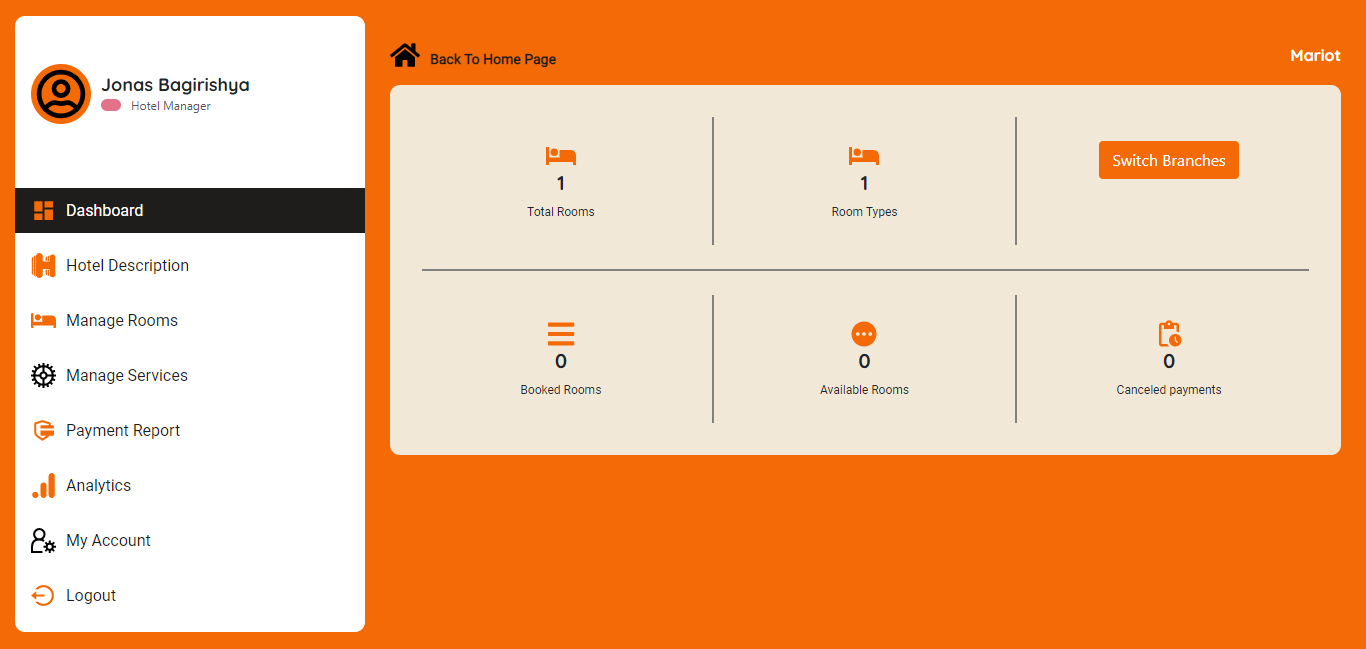 Jonas Bagirishya
Hotel Manager
Dashboard
Hotel Description
Manage Rooms
Manage Services
Payment Report
Analytics
My Account
Logout
Back To Home Page
Mariot
1
Total Rooms
1
Room Types
Switch Branches
0
Booked Rooms
0
Available Rooms
0
Canceled payments